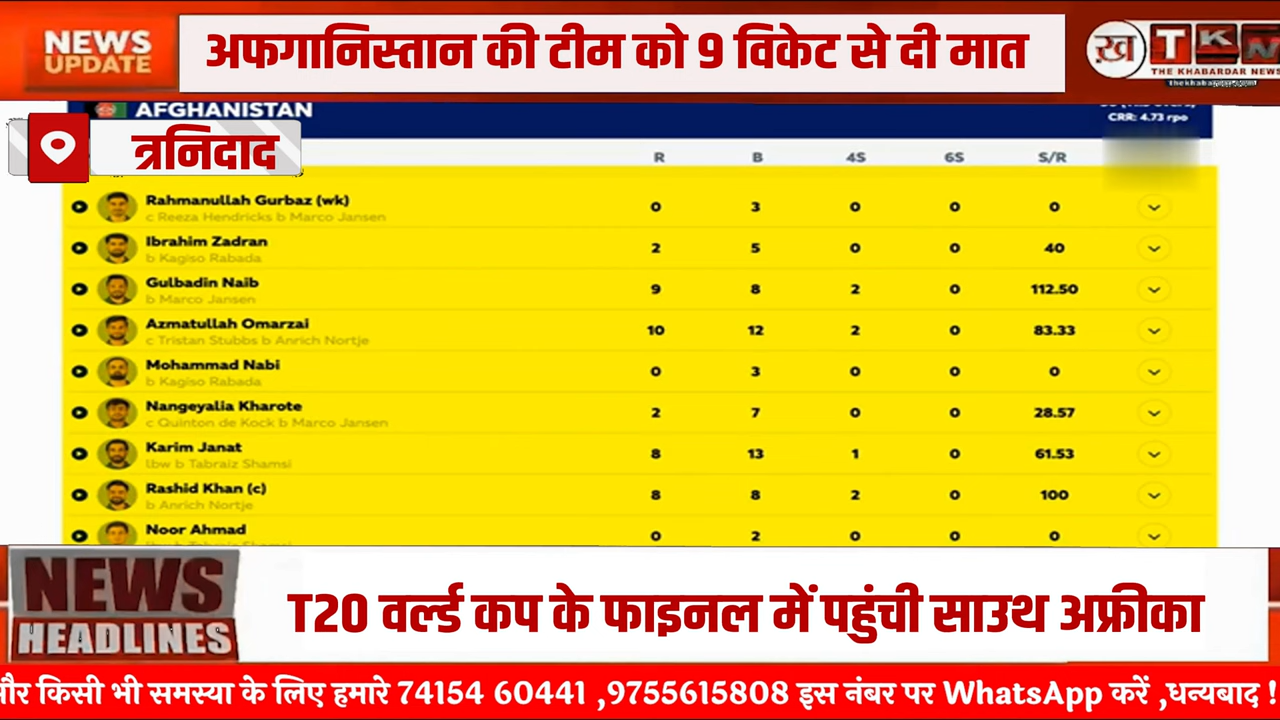 NEWS
UPDATE
अफगानिस्तान की टीम को 9 विकेट से दी मात
ख़ TKN
THE KHABARDAR NEWS
AFGHANISTAN
CRR: 4.73 rpo
त्रनिदाद
R B 4S 6S S/R
Rahmanullah Gurbaz (wk) 0 3 0 0 0
c Reeza Hendricks b Marco Jansen
Ibrahim Zadran 2 5 0 0 40
b Kagiso Rabada
Gulbadin Naib 9 8 2 0 112.50
b Marco Jansen
Azmatullah Omarzai 10 12 2 0 83.33
c Tristan Stubbs b Anrich Nortje
Mohammad Nabi 0 3 0 0 0
b Kagiso Rabada
Nangeyalia Kharote 2 7 0 0 28.57
c Quinton de Kock b Marco Jansen
Karim Janat 8 13 1 0 61.53
lbw b Tabraiz Shamsi
Rashid Khan (c) 8 8 2 0 100
b Anrich Nortje
Noor Ahmad 0 2 0 0 0
NEWS
HEADLINES
T20 वर्ल्ड कप के फाइनल में पहुंची साउथ अफ्रीका
और किसी भी समस्या के लिए हमारे 74154 60441 ,9755615808 इस नंबर पर WhatsApp करें ,धन्यबाद !